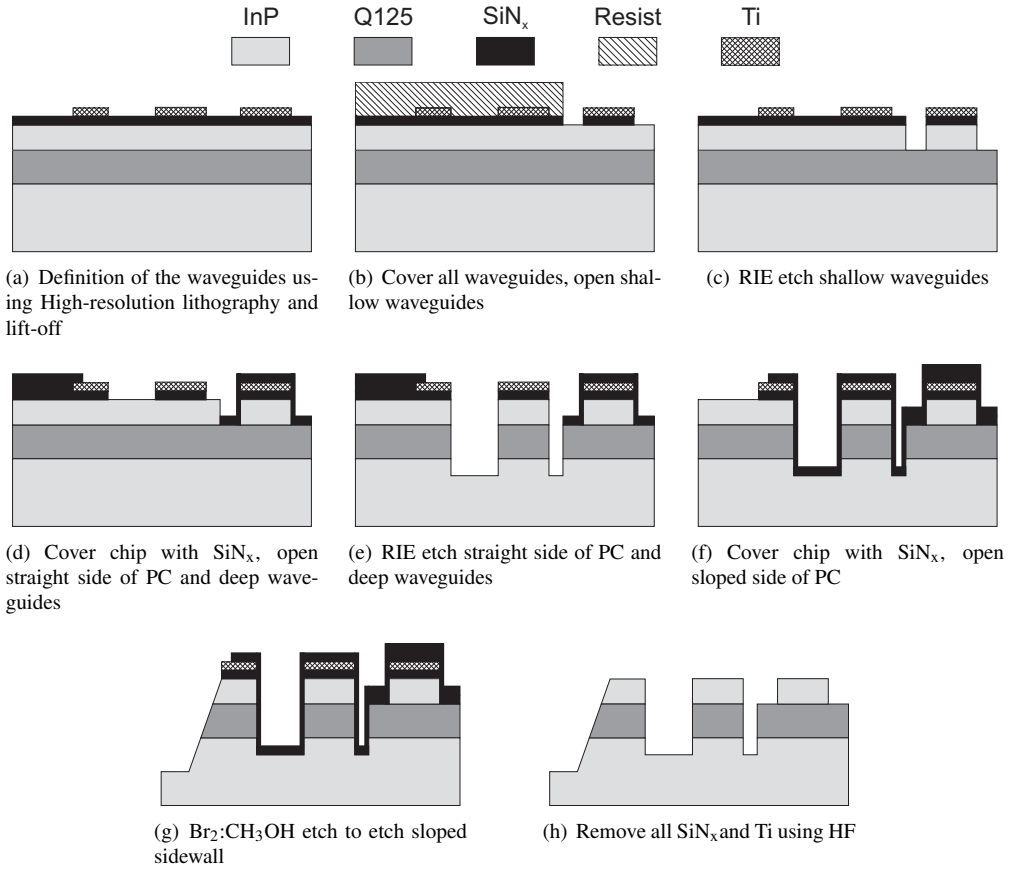 InP Q125 SiNx Resist Ti
(a) Definition of the waveguides us-
ing High-resolution lithography and
lift-off
(b) Cover all waveguides, open shal-
low waveguides
(c) RIE etch shallow waveguides
(d) Cover chip with SiNx, open
straight side of PC and deep wave-
guides
(e) RIE etch straight side of PC and
deep waveguides
(f) Cover chip with SiNx, open
sloped side of PC
(g) Br2:CH3OH etch to etch sloped
sidewall
(h) Remove all SiNxand Ti using HF